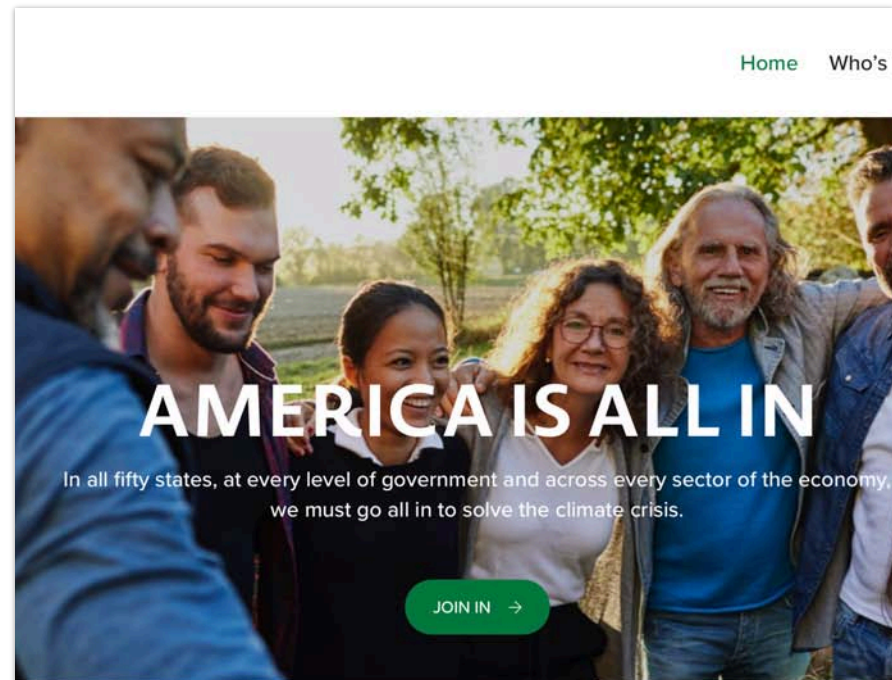 Home Who's
AMERICA IS ALL IN
In all fifty states, at every level of government and across every sector of the economy,
we must go all in to solve the climate crisis.
JOIN IN →